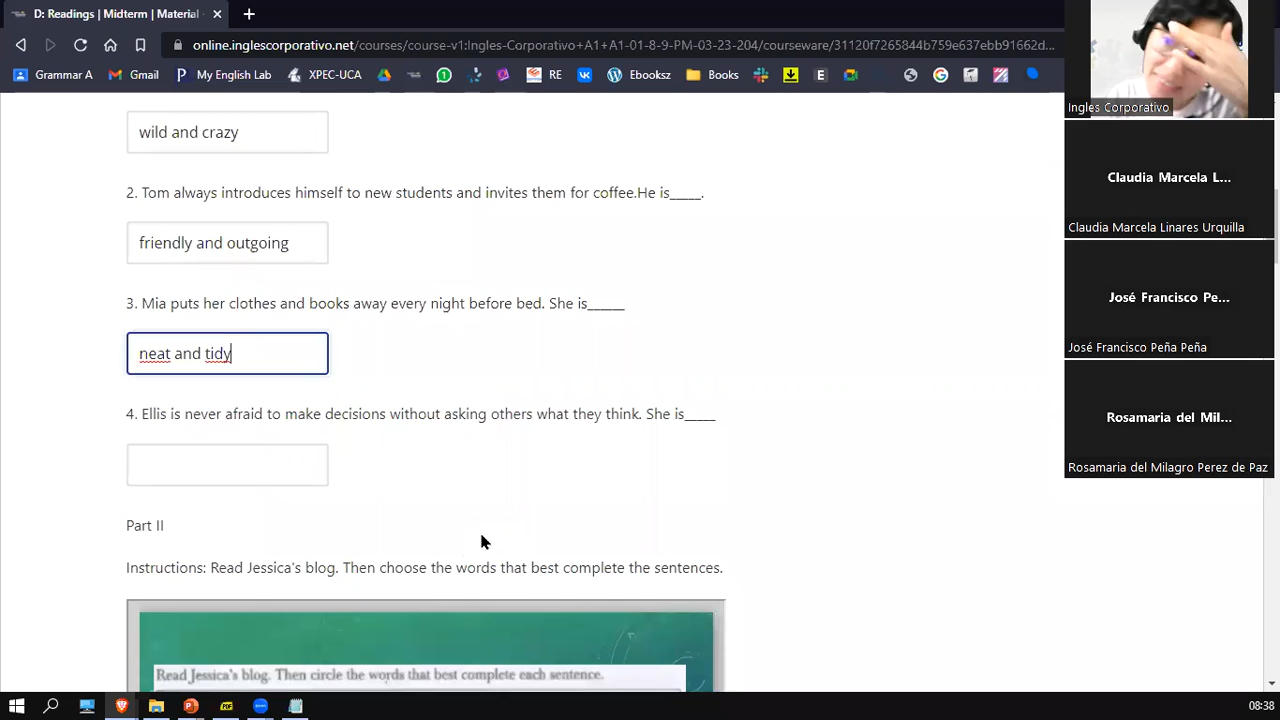 D: Readings | Midterm | Material
online.inglescorporativo.net/courses/course-v1:Ingles-Corporativo+A1+A1-01-8-9-PM-03-23-204/courseware/31120f7265844b759e637ebb91662d...
Grammar A
Gmail
My English Lab
XPEC-UCA
RE
Ebooksz
Books
wild and crazy
2. Tom always introduces himself to new students and invites them for coffee.He is_____.
friendly and outgoing
3. Mia puts her clothes and books away every night before bed. She is______
neat and tidy
4. Ellis is never afraid to make decisions without asking others what they think. She is_____
Part II
Instructions: Read Jessica's blog. Then choose the words that best complete the sentences.
Read Jessica's blog. Then circle the words that best complete each sentence.
Ingles Corporativo
Claudia Marcela L...
Claudia Marcela Linares Urquilla
José Francisco Pe...
José Francisco Peña Peña
Rosamaria del Mil...
Rosamaria del Milagro Perez de Paz
08:38